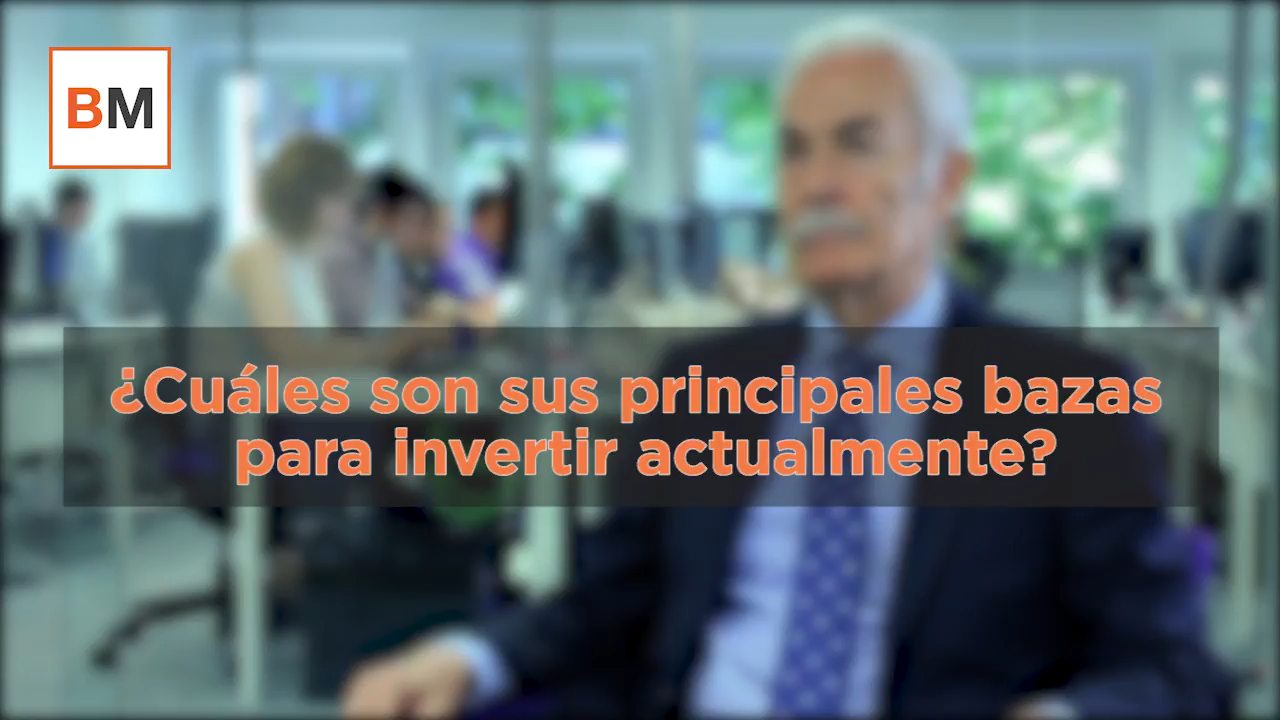 BM
¿Cuáles son sus principales bazas
para invertir actualmente?